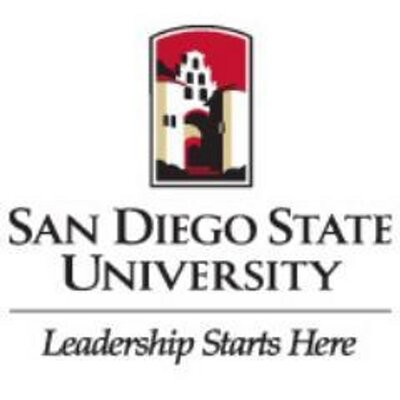 SAN DIEGO STATE
UNIVERSITY
Leadership Starts Here